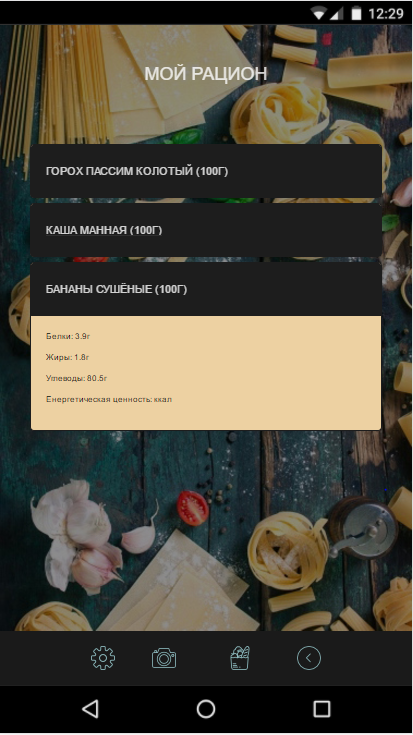 12:29
МОЙ РАЦИОН
ГОРОХ ПАССИМ КОЛОТЫЙ (100Г)
КАША МАННАЯ (100Г)
БАНАНЫ СУШЁНЫЕ (100Г)
Белки: 3.9г
Жиры: 1.8г
Углеводы: 80.5г
Енергетическая ценность: ккал